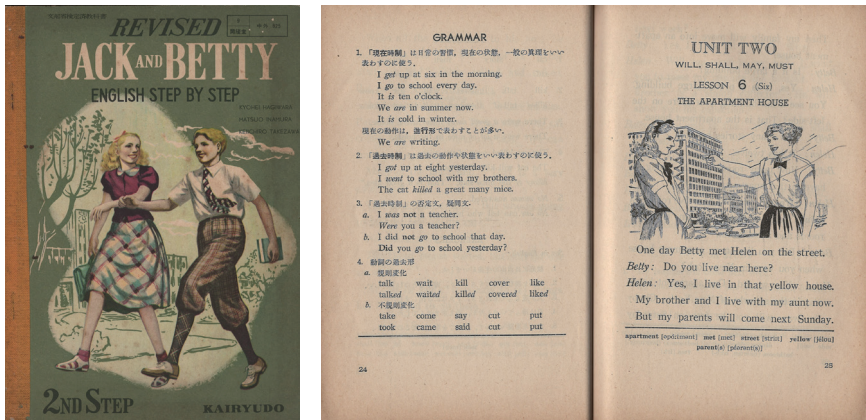 REVISED
JACK AND BETTY
ENGLISH STEP BY STEP
2ND STEP
KAIRYUDO
GRAMMAR
1. 「現在時制」は日常の習慣，現在の状態，一般の真理をいい
表わすのに使う．
I get up at six in the morning.
I go to school every day.
It is ten o'clock.
We are in summer now.
It is cold in winter.
現在の動作は，進行形で表わすことが多い．
We are writing.
2. 「過去時制」は過去の動作や状態をいい表わすのに使う．
I got up at eight yesterday.
I went to school with my brothers.
The cat killed a great many mice.
3. 「過去時制」の否定文，疑問文．
a. I was not a teacher.
Were you a teacher?
b. I did not go to school that day.
Did you go to school yesterday?
4. 動詞の過去形
a. 規則変化
talk wait kill cover like
talked waited killed covered liked
b. 不規則変化
take come say cut put
took came said cut put
24
UNIT TWO
WILL, SHALL, MAY, MUST
LESSON 6 (Six)
THE APARTMENT HOUSE
One day Betty met Helen on the street.
Betty: Do you live near here?
Helen: Yes, I live in that yellow house.
My brother and I live with my aunt now.
But my parents will come next Sunday.
apartment met street yellow
parent(s)
25